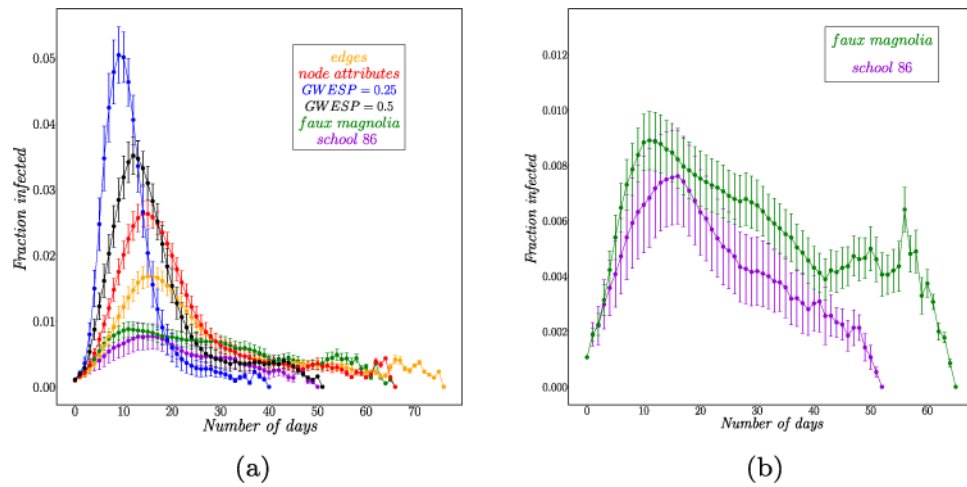 edges
node attributes
GWESP = 0.25
GWESP = 0.5
faux magnolia
school 86
Fraction infected
0.05
0.04
0.03
0.02
0.01
0.00
0 10 20 30 40 50 60 70
Number of days
(a)
faux magnolia
school 86
Fraction infected
0.012
0.010
0.008
0.006
0.004
0.002
0.000
0 10 20 30 40 50 60
Number of days
(b)